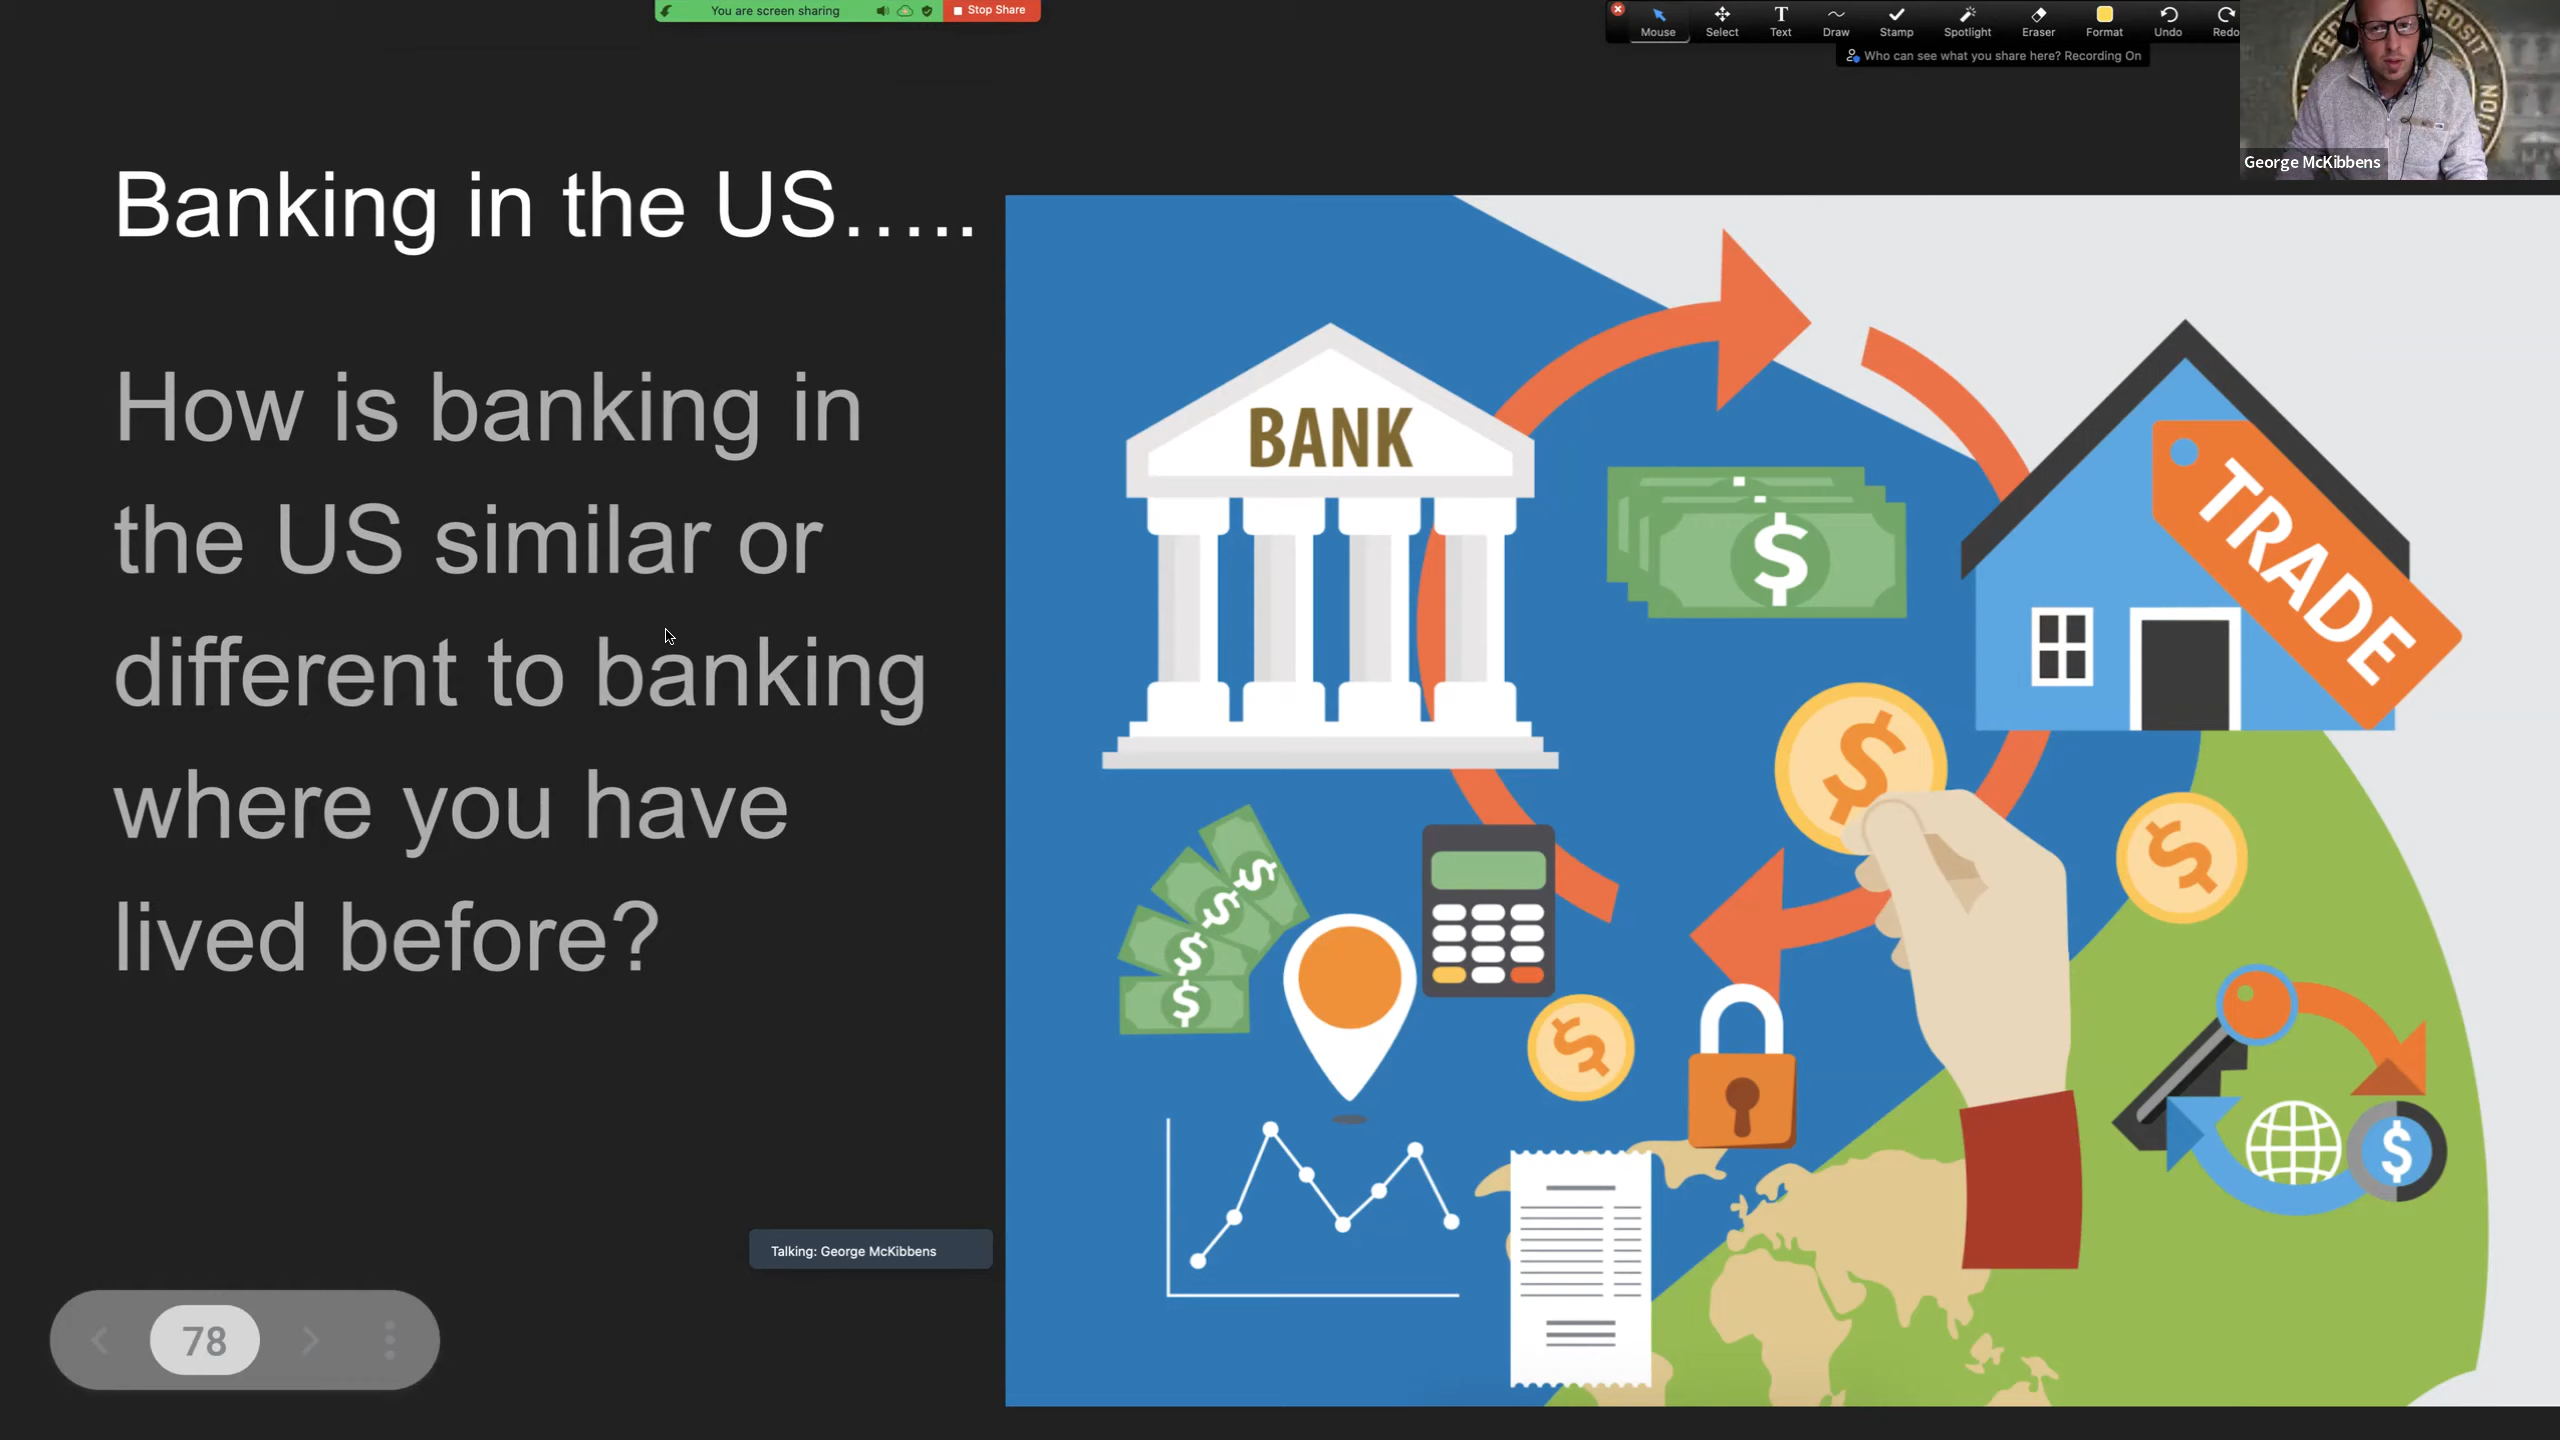 You are screen sharing
Stop Share
Mouse
Select
Text
Draw
Stamp
Spotlight
Eraser
Format
Undo
Redo
Who can see what you share here? Recording On
FEDE
DEPOSIT
George McKibbens
Banking in the US.....
How is banking in
the US similar or
different to banking
where you have
lived before?
BANK
$
TRADE
$
$
$
$
$
$
$
$
Talking: George McKibbens
78